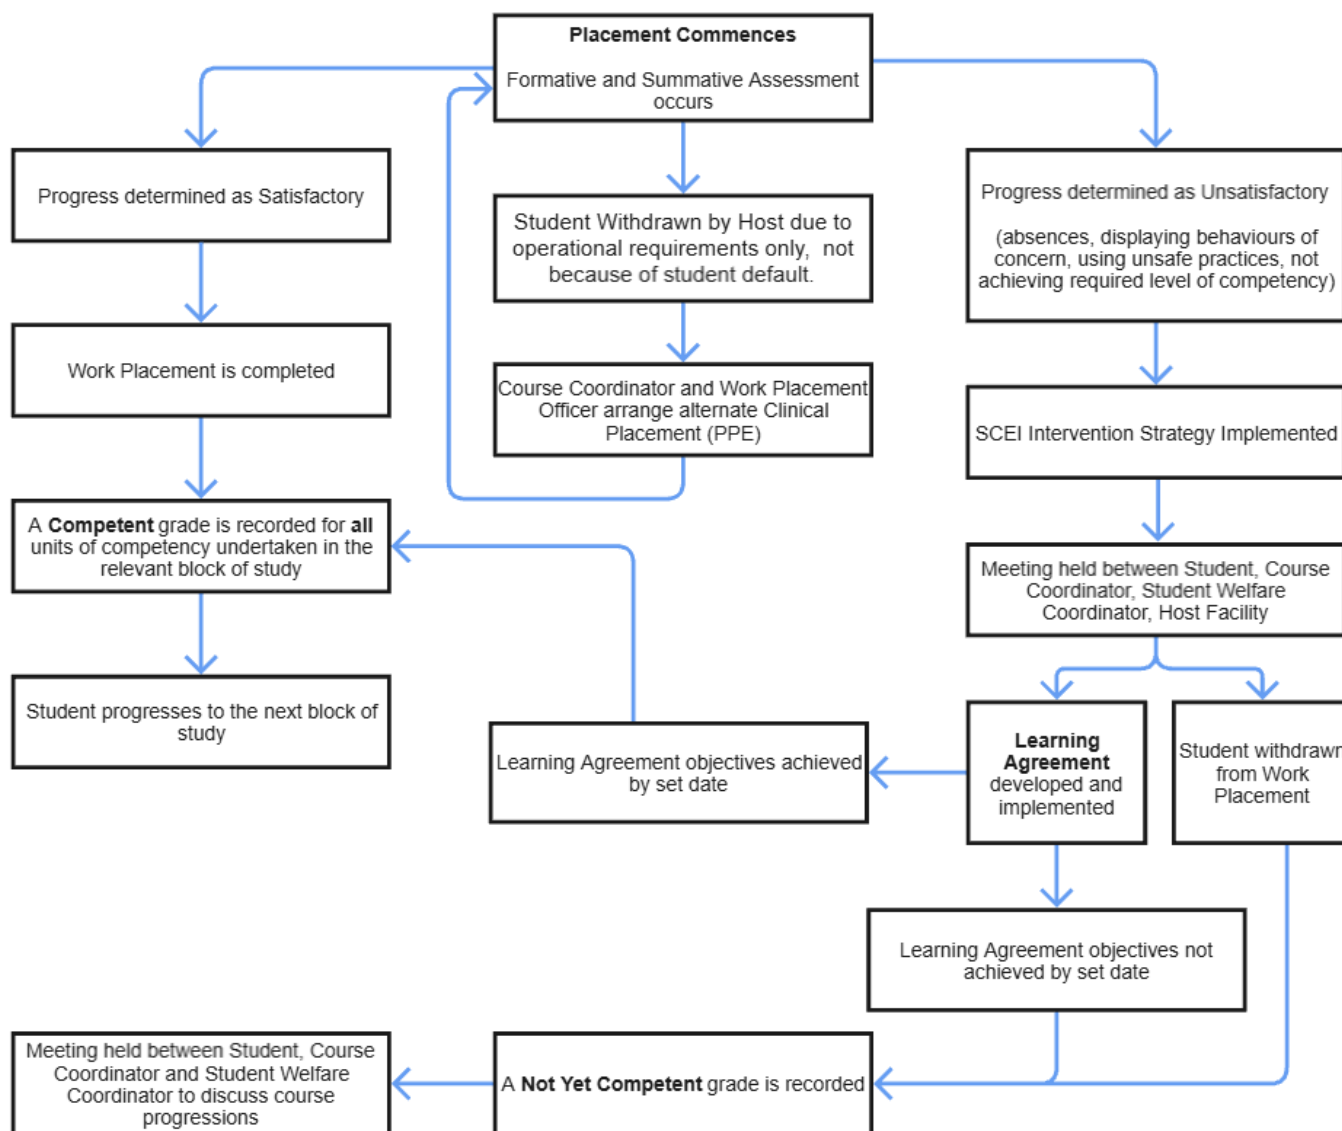 Placement Commences
Formative and Summative Assessment
occurs
Progress determined as Satisfactory
Student Withdrawn by Host due to
operational requirements only, not
because of student default.
Progress determined as Unsatisfactory
(absences, displaying behaviours of
concern, using unsafe practices, not
achieving required level of competency)
Work Placement is completed
Course Coordinator and Work Placement
Officer arrange alternate Clinical
Placement (PPE)
SCEI Intervention Strategy Implemented
A Competent grade is recorded for all
units of competency undertaken in the
relevant block of study
Meeting held between Student, Course
Coordinator, Student Welfare
Coordinator, Host Facility
Student progresses to the next block of
study
Learning Agreement objectives achieved
by set date
Learning
Agreement
developed and
implemented
Student withdrawn
from Work
Placement
Learning Agreement objectives not
achieved by set date
Meeting held between Student, Course
Coordinator and Student Welfare
Coordinator to discuss course
progressions
A Not Yet Competent grade is recorded